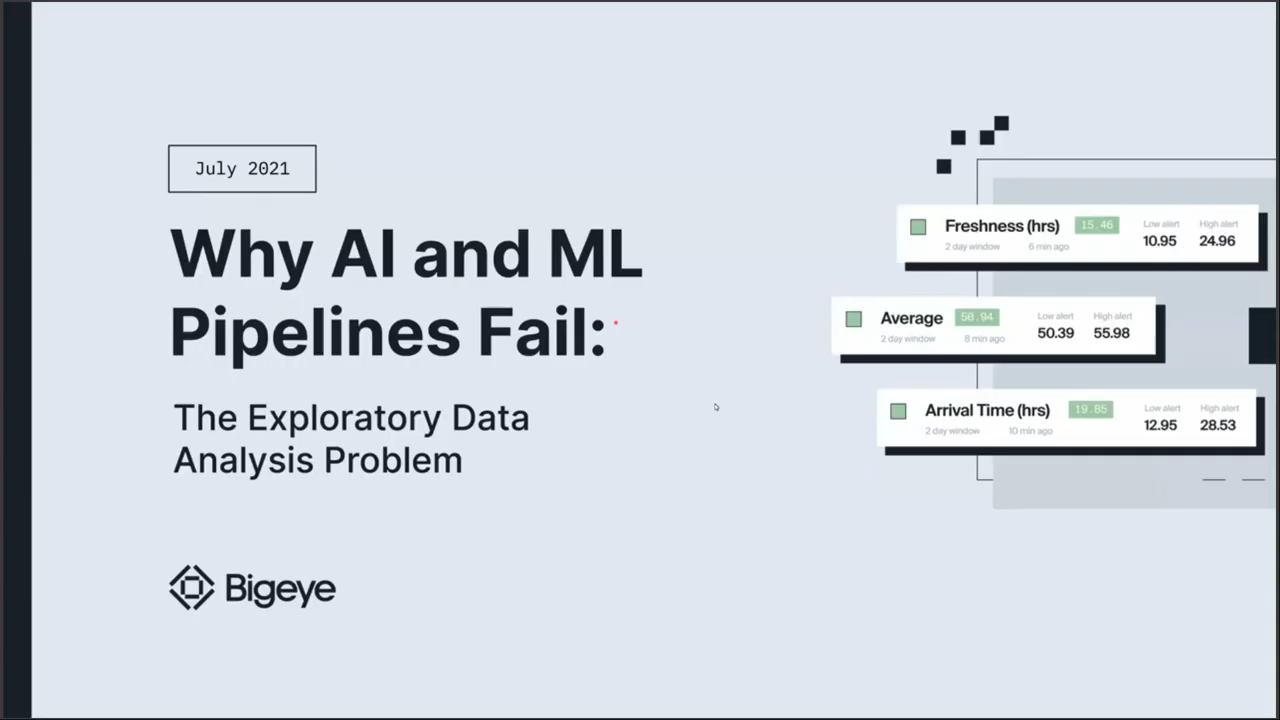 July 2021
Why AI and ML
Pipelines Fail:
The Exploratory Data
Analysis Problem
Bigeye
Freshness (hrs) 15.46 Low alert High alert
2 day window 6 min ago 10.95 24.96
Average 50.94 Low alert High alert
2 day window 8 min ago 50.39 55.98
Arrival Time (hrs) 19.85 Low alert High alert
2 day window 10 min ago 12.95 28.53